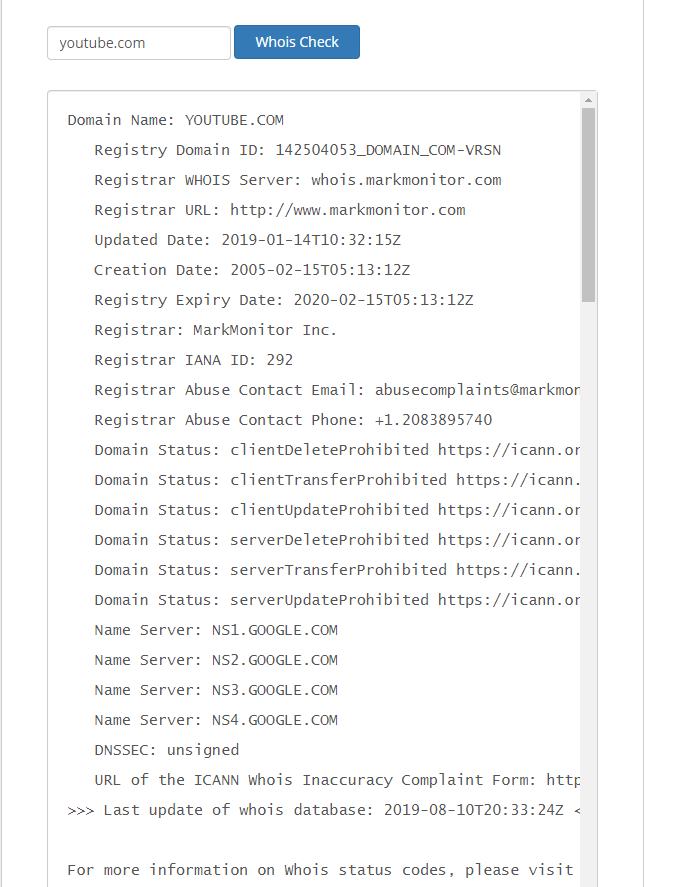 youtube.com
Whois Check
Domain Name: YOUTUBE.COM
Registry Domain ID: 142504053_DOMAIN_COM-VRSN
Registrar WHOIS Server: whois.markmonitor.com
Registrar URL: http://www.markmonitor.com
Updated Date: 2019-01-14T10:32:15Z
Creation Date: 2005-02-15T05:13:12Z
Registry Expiry Date: 2020-02-15T05:13:12Z
Registrar: MarkMonitor Inc.
Registrar IANA ID: 292
Registrar Abuse Contact Email: abusecomplaints@markmon
Registrar Abuse Contact Phone: +1.2083895740
Domain Status: clientDeleteProhibited https://icann.or
Domain Status: clientTransferProhibited https://icann.
Domain Status: clientUpdateProhibited https://icann.or
Domain Status: serverDeleteProhibited https://icann.or
Domain Status: serverTransferProhibited https://icann.
Domain Status: serverUpdateProhibited https://icann.or
Name Server: NS1.GOOGLE.COM
Name Server: NS2.GOOGLE.COM
Name Server: NS3.GOOGLE.COM
Name Server: NS4.GOOGLE.COM
DNSSEC: unsigned
URL of the ICANN Whois Inaccuracy Complaint Form: http
>>> Last update of whois database: 2019-08-10T20:33:24Z <
For more information on Whois status codes, please visit